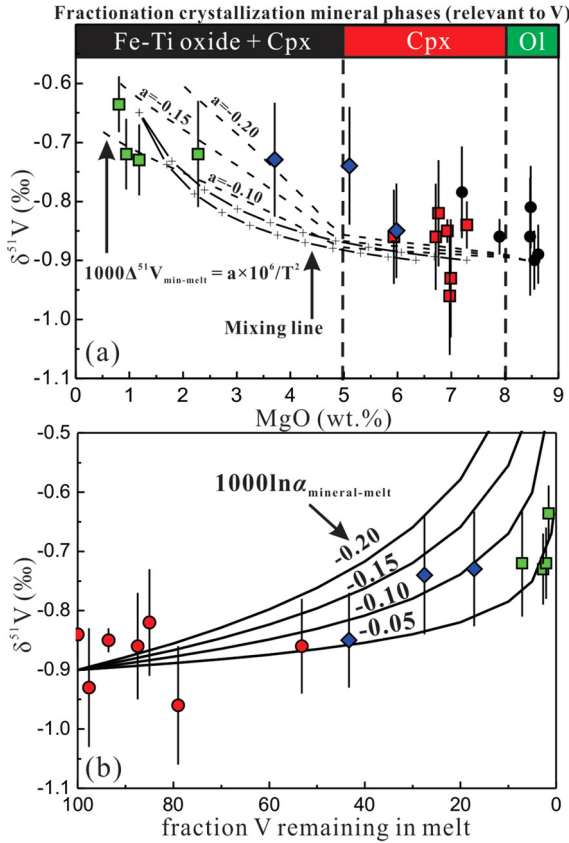 Fractionation crystallization mineral phases (relevant to V)
Fe-Ti oxide + Cpx
Cpx
Ol
-0.6
-0.7
-0.8
-0.9
-1.0
-1.1
δ⁵¹V (‰)
a=-0.15
a=-0.20
a=-0.10
1000Δ⁵¹Vmin-melt = a×10⁶/T²
Mixing line
(a)
0 1 2 3 4 5 6 7 8 9
MgO (wt.%)
-0.5
-0.6
-0.7
-0.8
-0.9
-1.0
-1.1
δ⁵¹V (‰)
1000lnαmineral-melt
-0.20
-0.15
-0.10
-0.05
(b)
100 80 60 40 20 0
fraction V remaining in melt